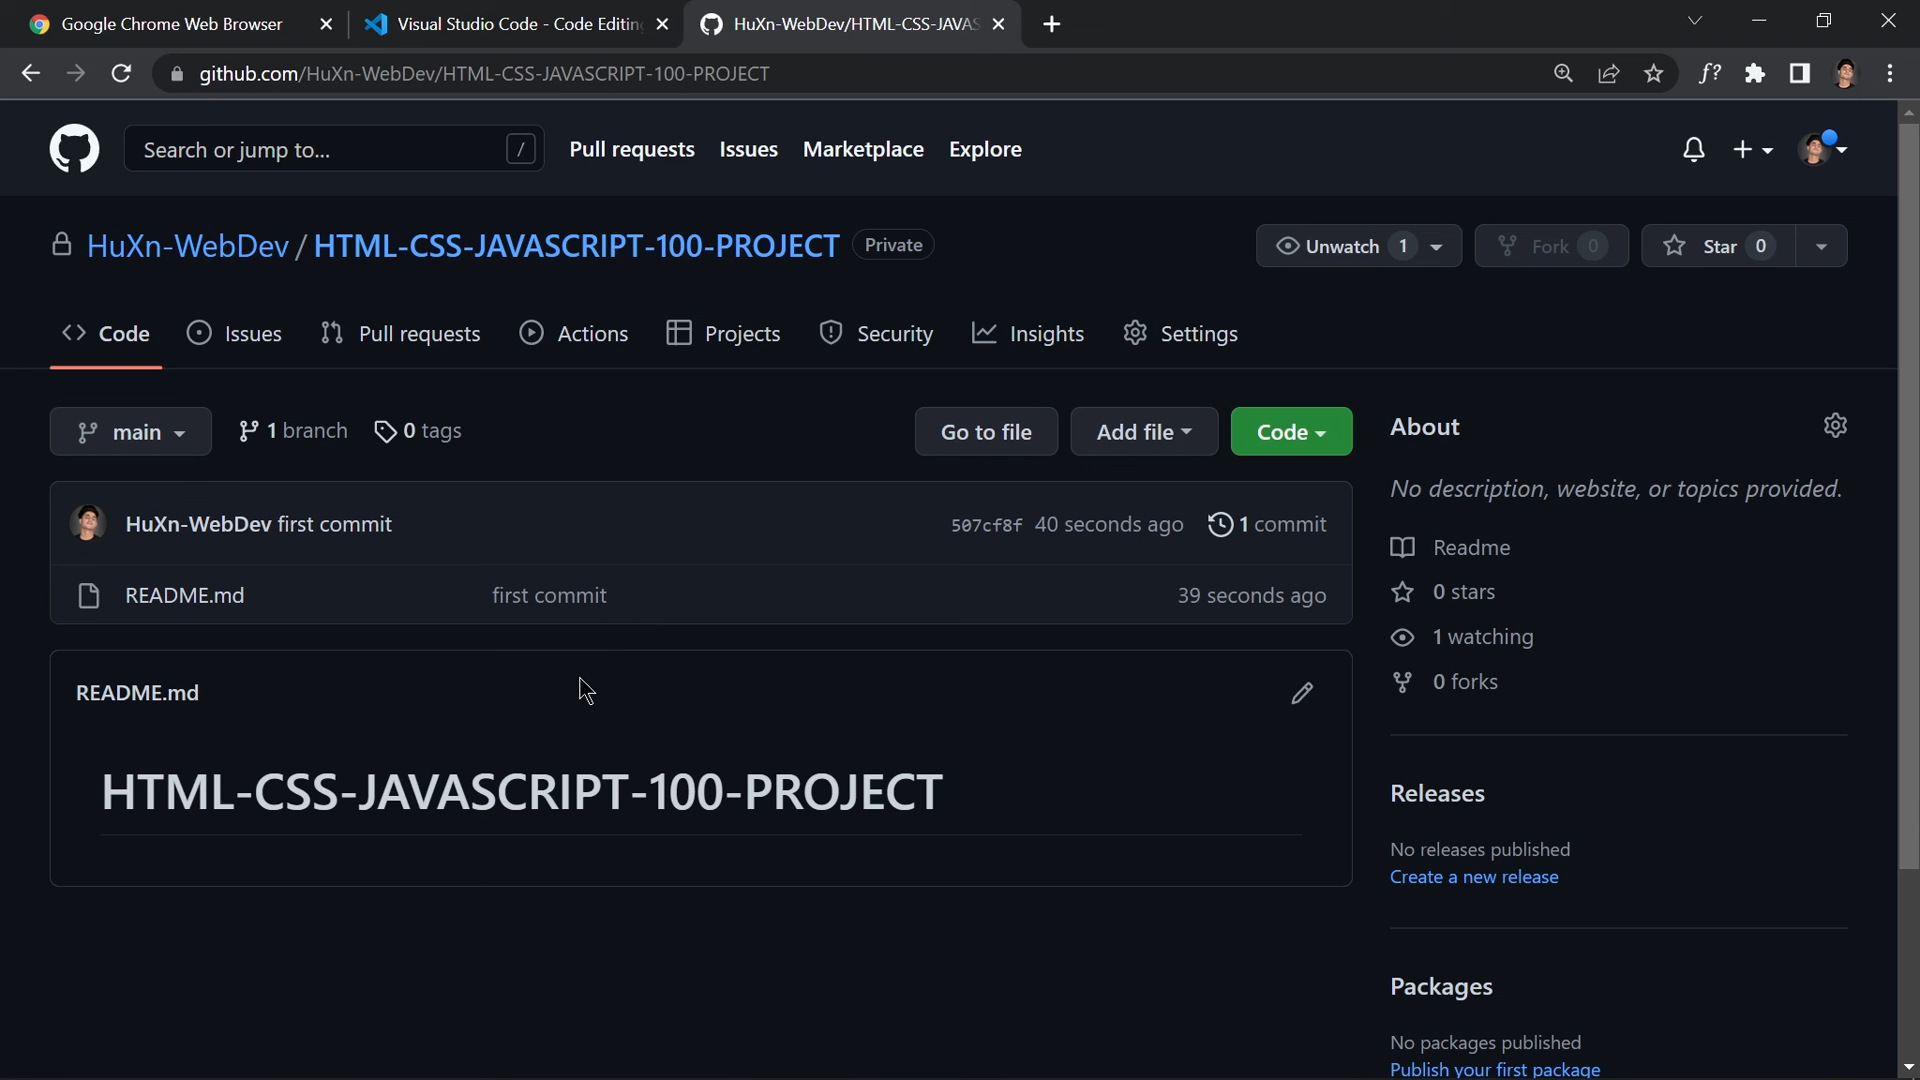 Google Chrome Web Browser
Visual Studio Code - Code Editin
HuXn-WebDev/HTML-CSS-JAVAS
github.com/HuXn-WebDev/HTML-CSS-JAVASCRIPT-100-PROJECT
f?
Search or jump to... /
Pull requests Issues Marketplace Explore
HuXn-WebDev / HTML-CSS-JAVASCRIPT-100-PROJECT Private
Unwatch 1 Fork 0 Star 0
Code Issues Pull requests Actions Projects Security Insights Settings
main 1 branch 0 tags Go to file Add file Code
HuXn-WebDev first commit 507cf8f 40 seconds ago 1 commit
README.md first commit 39 seconds ago
README.md
HTML-CSS-JAVASCRIPT-100-PROJECT
About
No description, website, or topics provided.
Readme
0 stars
1 watching
0 forks
Releases
No releases published
Create a new release
Packages
No packages published
Publish your first package